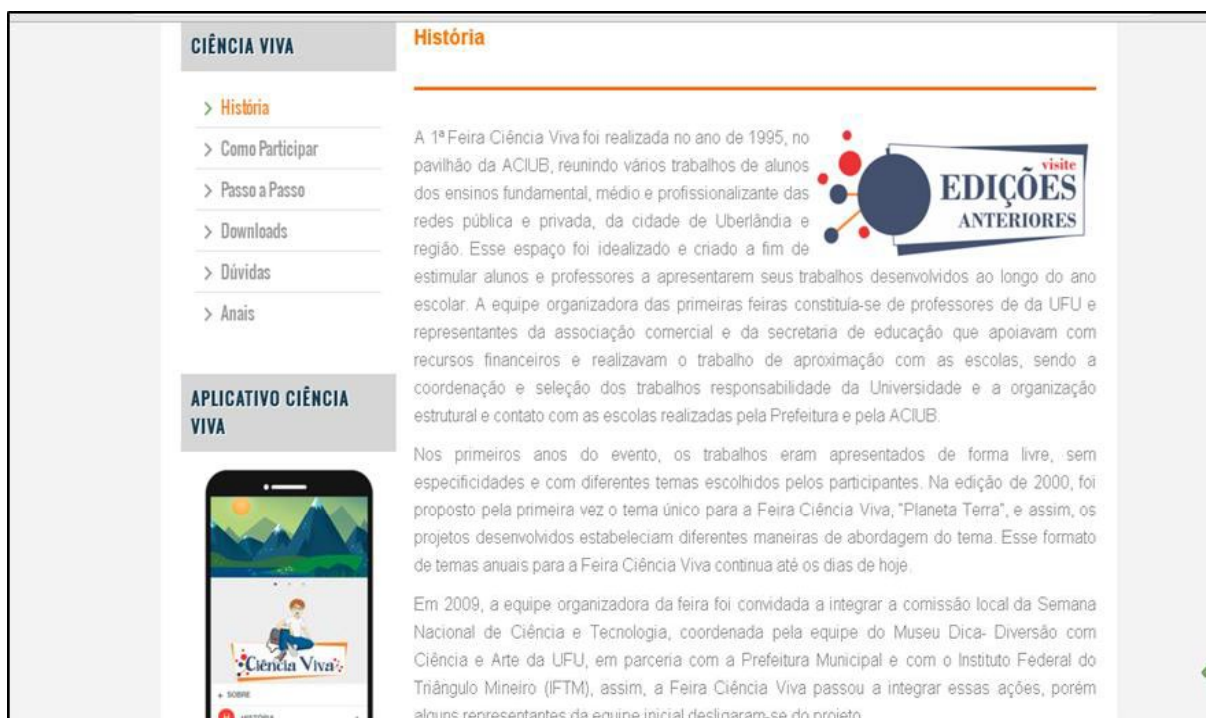 CIÊNCIA VIVA
> História
> Como Participar
> Passo a Passo
> Downloads
> Dúvidas
> Anais
APLICATIVO CIÊNCIA
VIVA
Ciência Viva
+ SOBRE
HISTÓRIA
História
A 1ª Feira Ciência Viva foi realizada no ano de 1995, no
pavilhão da ACIUB, reunindo vários trabalhos de alunos
dos ensinos fundamental, médio e profissionalizante das
redes pública e privada, da cidade de Uberlândia e
região. Esse espaço foi idealizado e criado a fim de
visite
EDIÇÕES
ANTERIORES
estimular alunos e professores a apresentarem seus trabalhos desenvolvidos ao longo do ano
escolar. A equipe organizadora das primeiras feiras constituía-se de professores de da UFU e
representantes da associação comercial e da secretaria de educação que apoiavam com
recursos financeiros e realizavam o trabalho de aproximação com as escolas, sendo a
coordenação e seleção dos trabalhos responsabilidade da Universidade e a organização
estrutural e contato com as escolas realizadas pela Prefeitura e pela ACIUB.
Nos primeiros anos do evento, os trabalhos eram apresentados de forma livre, sem
especificidades e com diferentes temas escolhidos pelos participantes. Na edição de 2000, foi
proposto pela primeira vez o tema único para a Feira Ciência Viva, "Planeta Terra", e assim, os
projetos desenvolvidos estabeleciam diferentes maneiras de abordagem do tema. Esse formato
de temas anuais para a Feira Ciência Viva continua até os dias de hoje.
Em 2009, a equipe organizadora da feira foi convidada a integrar a comissão local da Semana
Nacional de Ciência e Tecnologia, coordenada pela equipe do Museu Dica- Diversão com
Ciência e Arte da UFU, em parceria com a Prefeitura Municipal e com o Instituto Federal do
Triângulo Mineiro (IFTM), assim, a Feira Ciência Viva passou a integrar essas ações, porém
alguns representantes da equipe inicial desligaram-se do projeto.